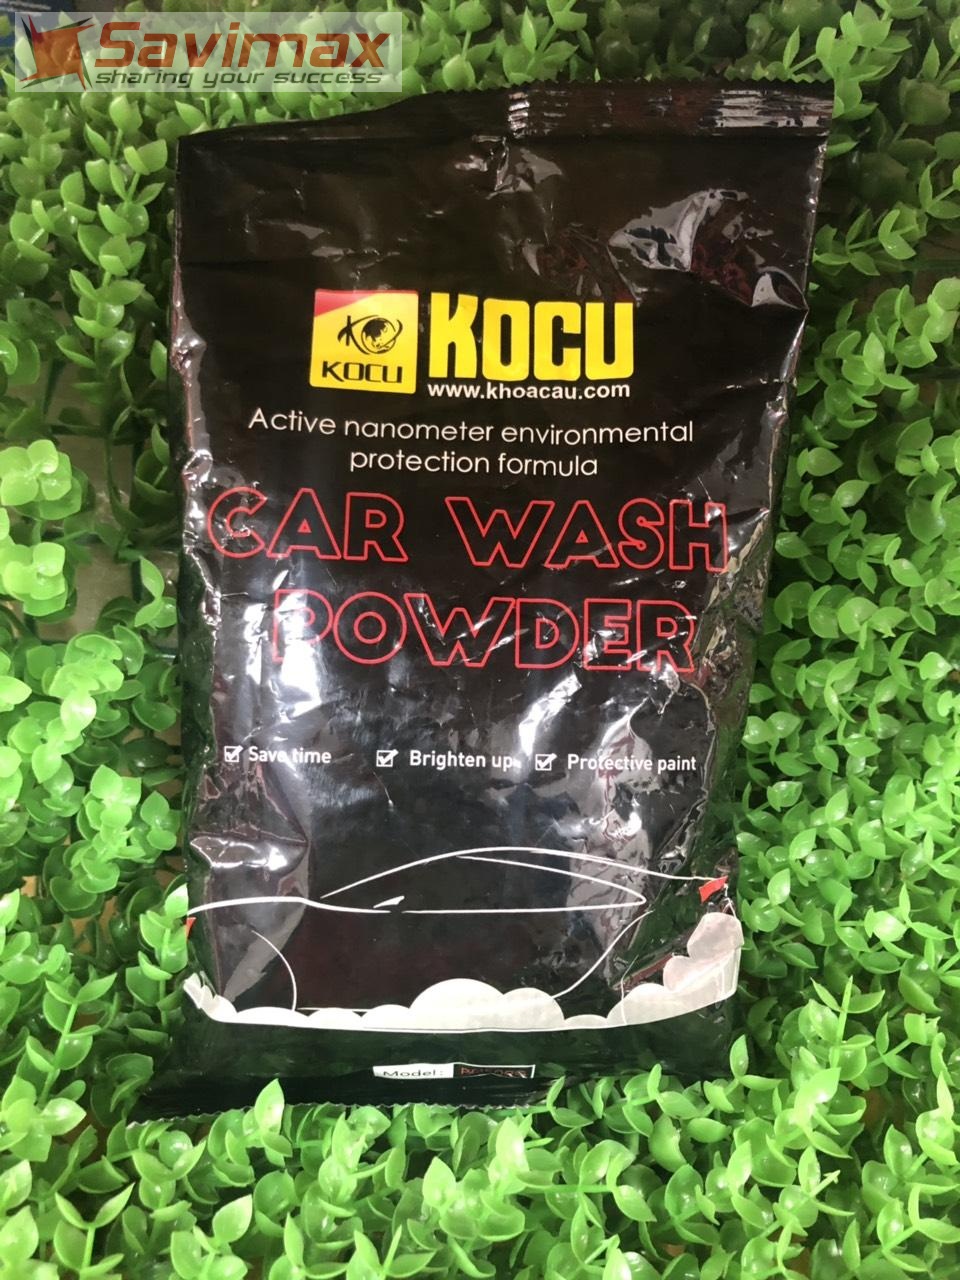 Savimax
sharing your success
KOCU
KOCU
www.khoacau.com
Active nanometer environmental
protection formula
CAR WASH
POWDER
Save time
Brighten up
Protective paint
Model: